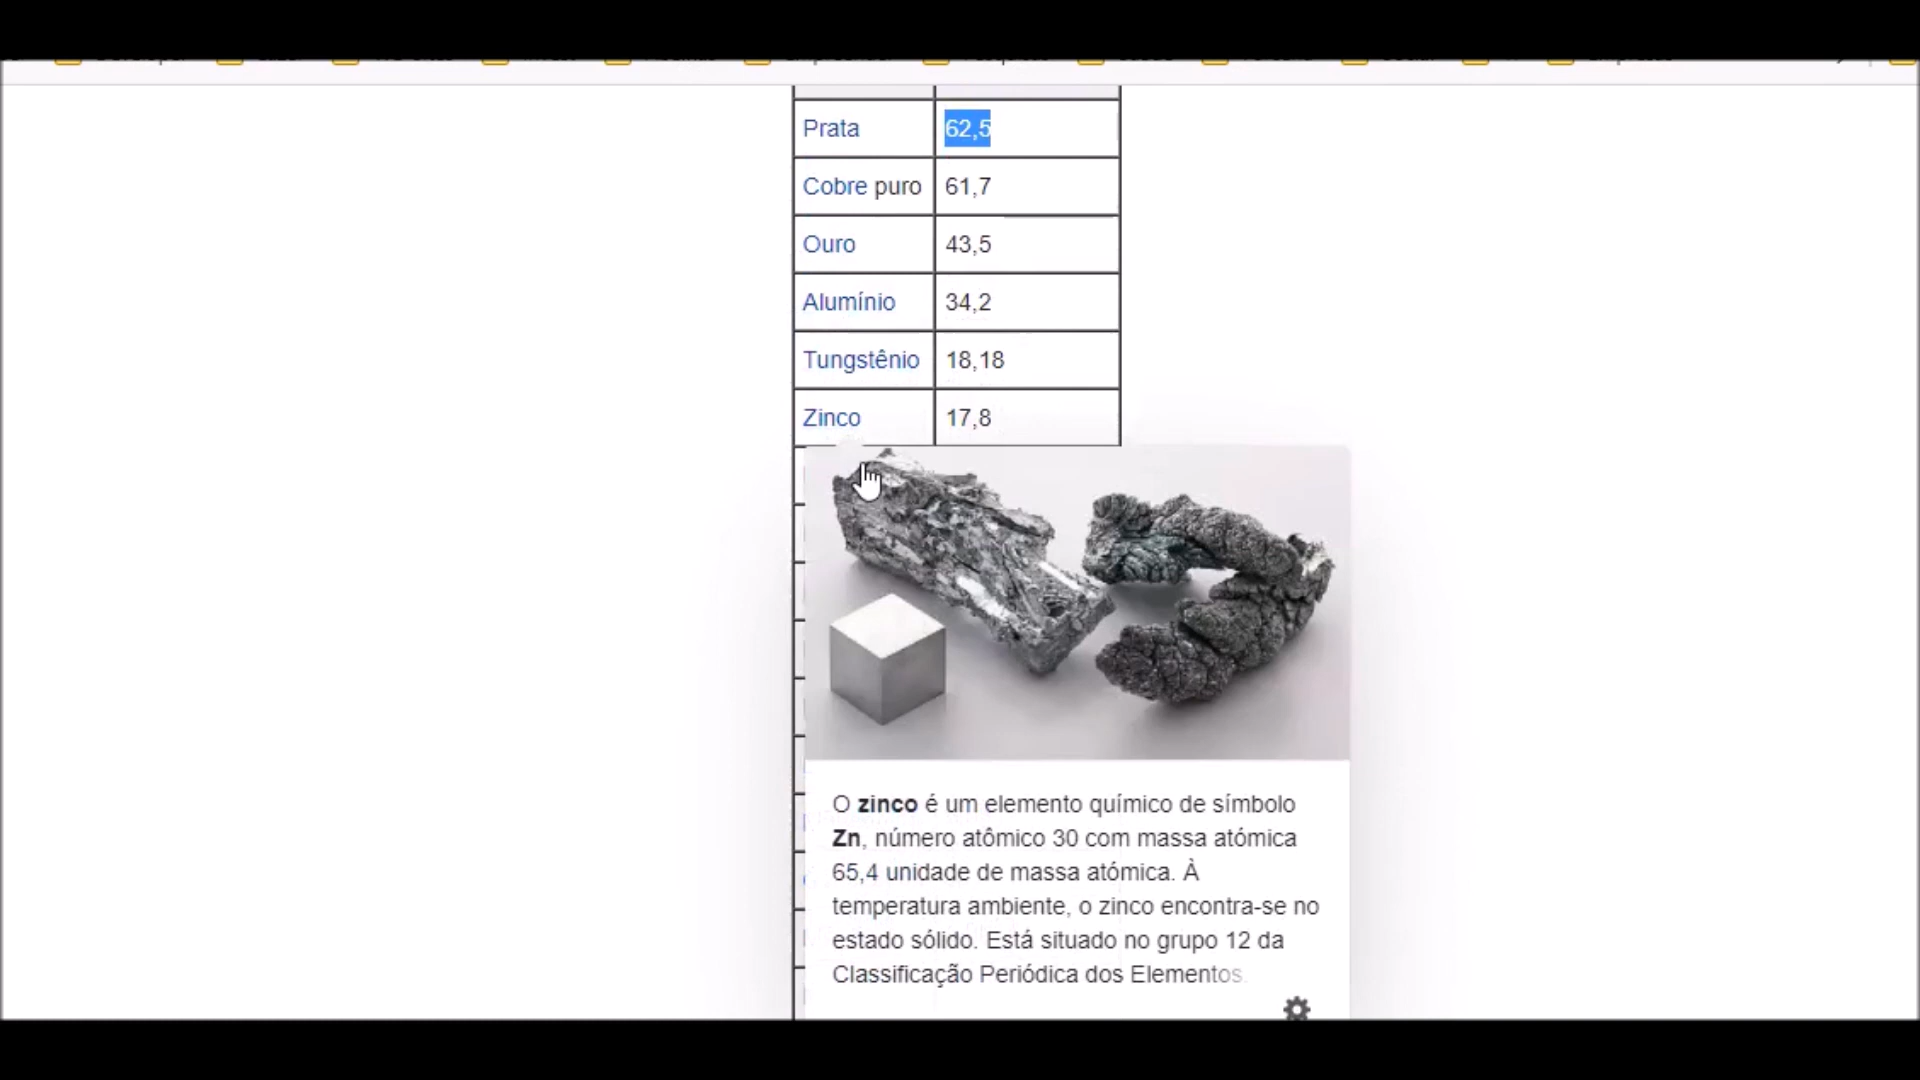 Prata 62,5
Cobre puro 61,7
Ouro 43,5
Alumínio 34,2
Tungstênio 18,18
Zinco 17,8
O zinco é um elemento químico de símbolo
Zn, número atômico 30 com massa atómica
65,4 unidade de massa atómica. À
temperatura ambiente, o zinco encontra-se no
estado sólido. Está situado no grupo 12 da
Classificação Periódica dos Elementos.